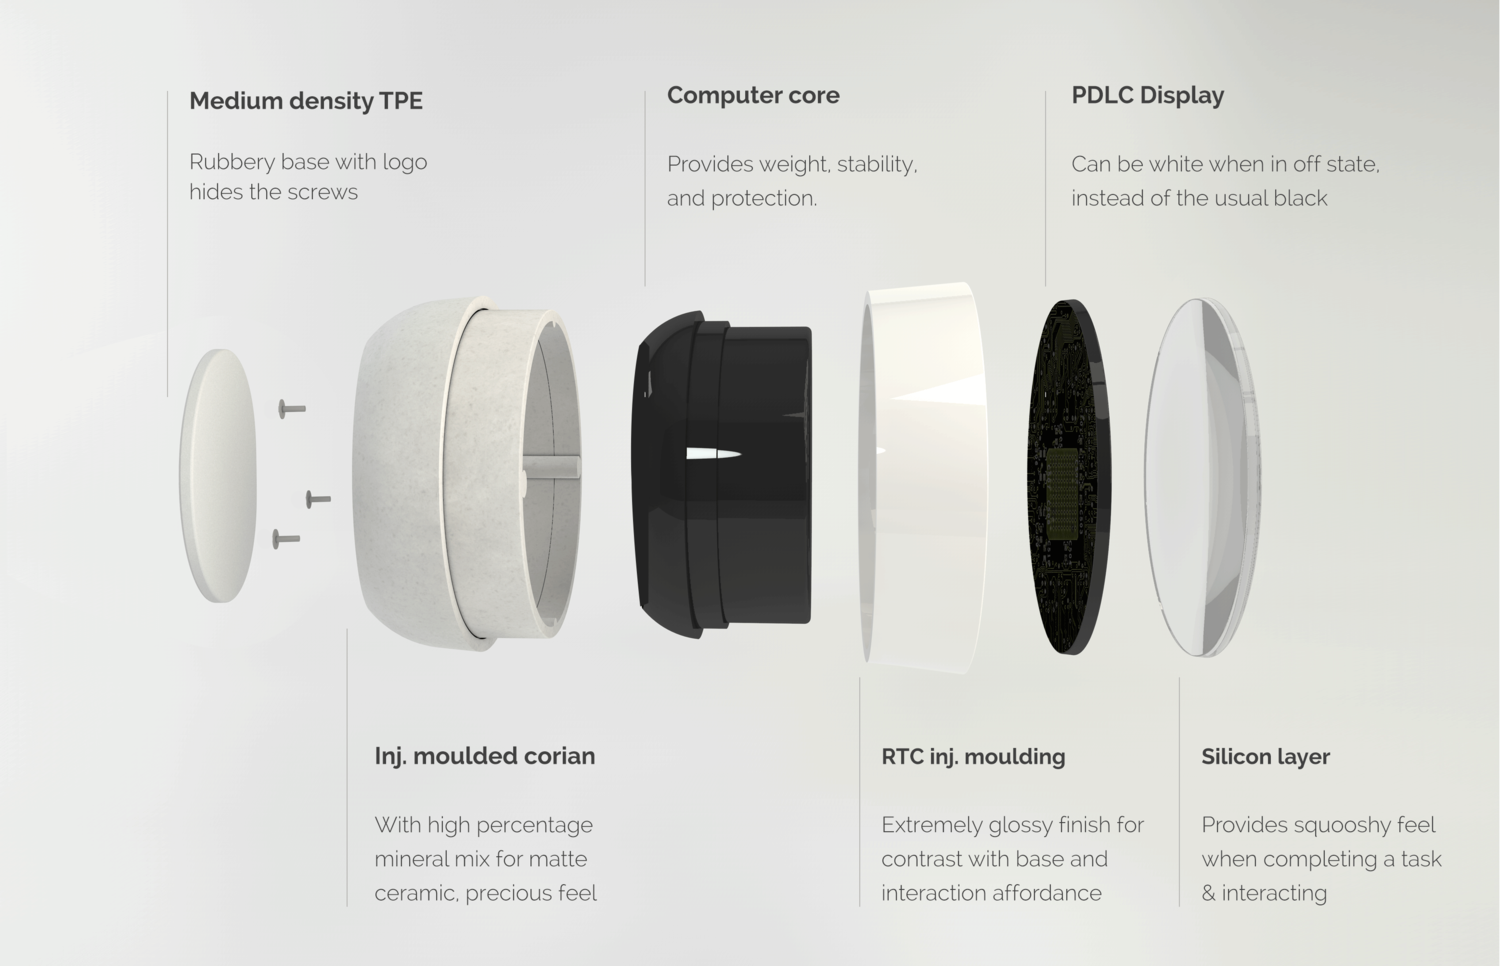 Medium density TPE
Rubbery base with logo
hides the screws
Computer core
Provides weight, stability,
and protection.
PDLC Display
Can be white when in off state,
instead of the usual black
Inj. moulded corian
With high percentage
mineral mix for matte
ceramic, precious feel
RTC inj. moulding
Extremely glossy finish for
contrast with base and
interaction affordance
Silicon layer
Provides squooshy feel
when completing a task
& interacting